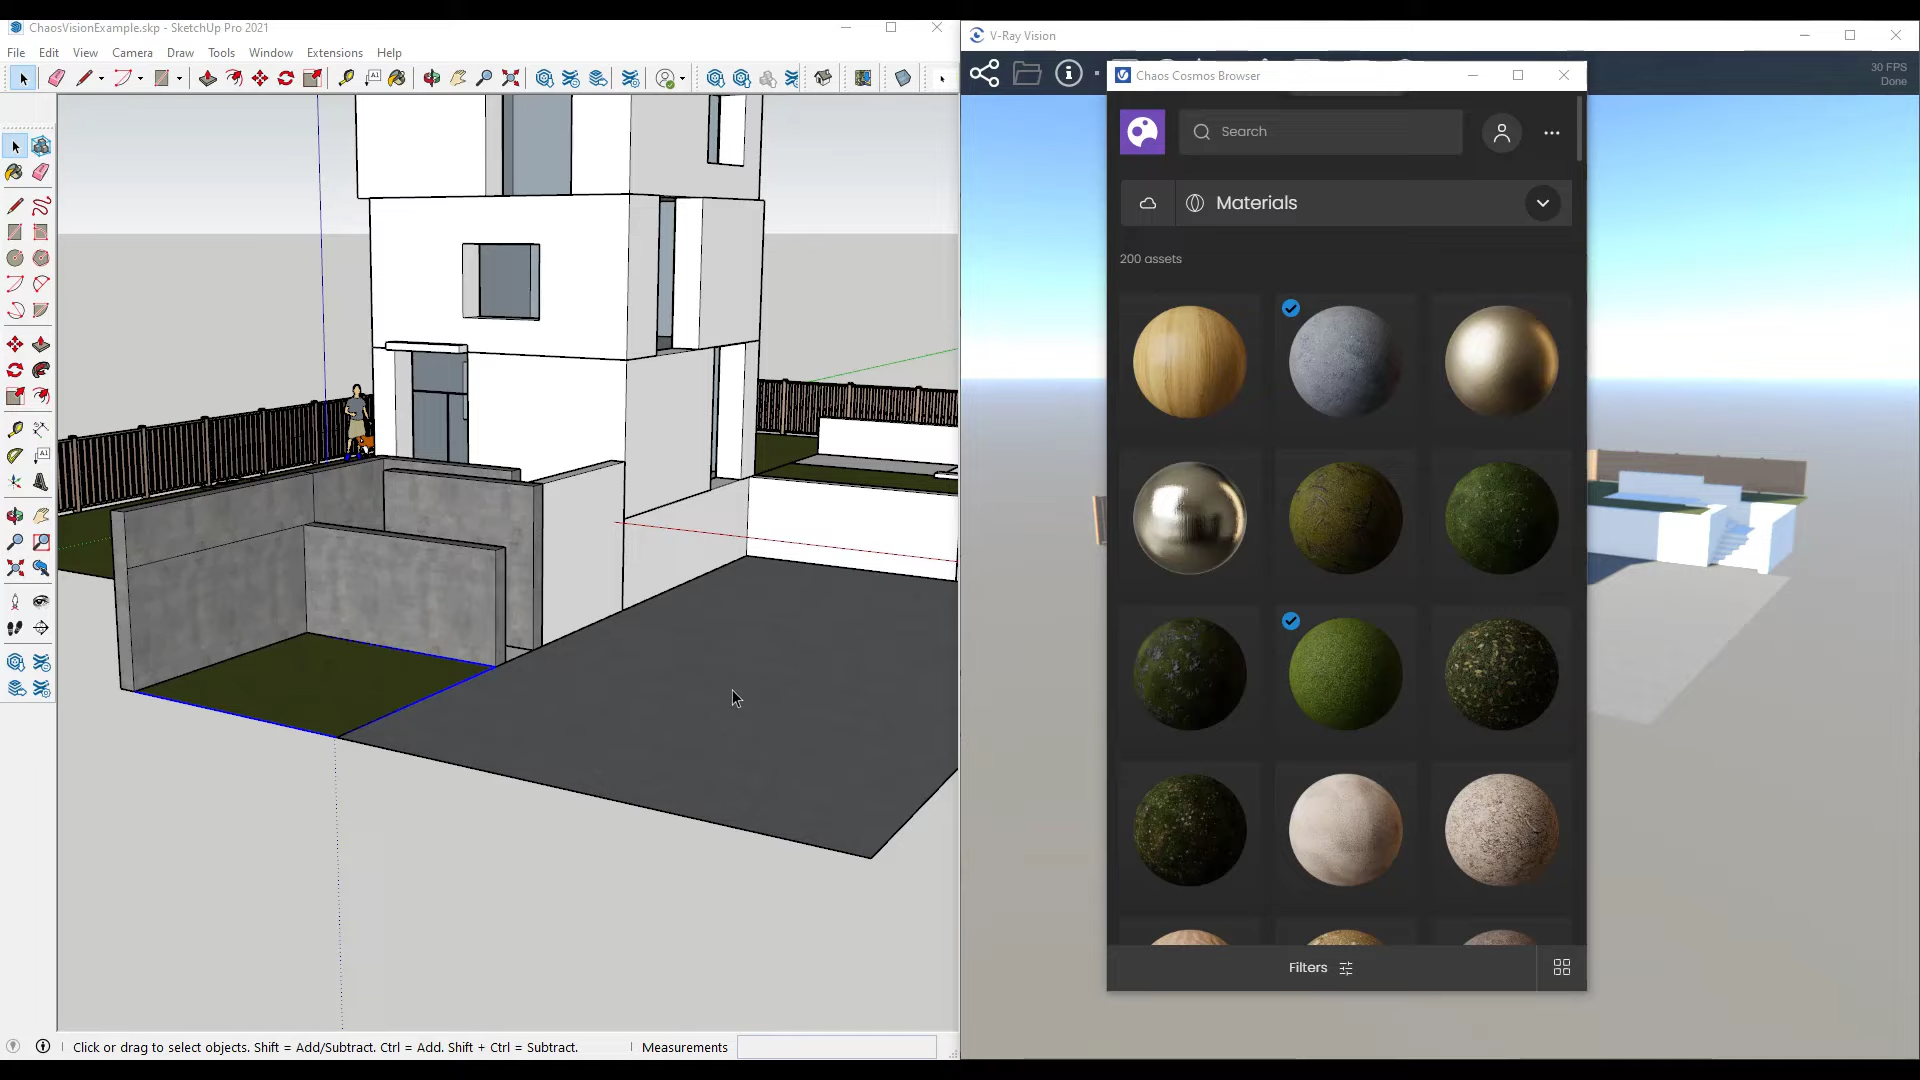 ChaosVisionExample.skp - SketchUp Pro 2021
File Edit View Camera Draw Tools Window Extensions Help
V-Ray Vision
30 FPS
Done
Chaos Cosmos Browser
Search
Materials
200 assets
Filters
Click or drag to select objects. Shift = Add/Subtract. Ctrl = Add. Shift + Ctrl = Subtract.
Measurements